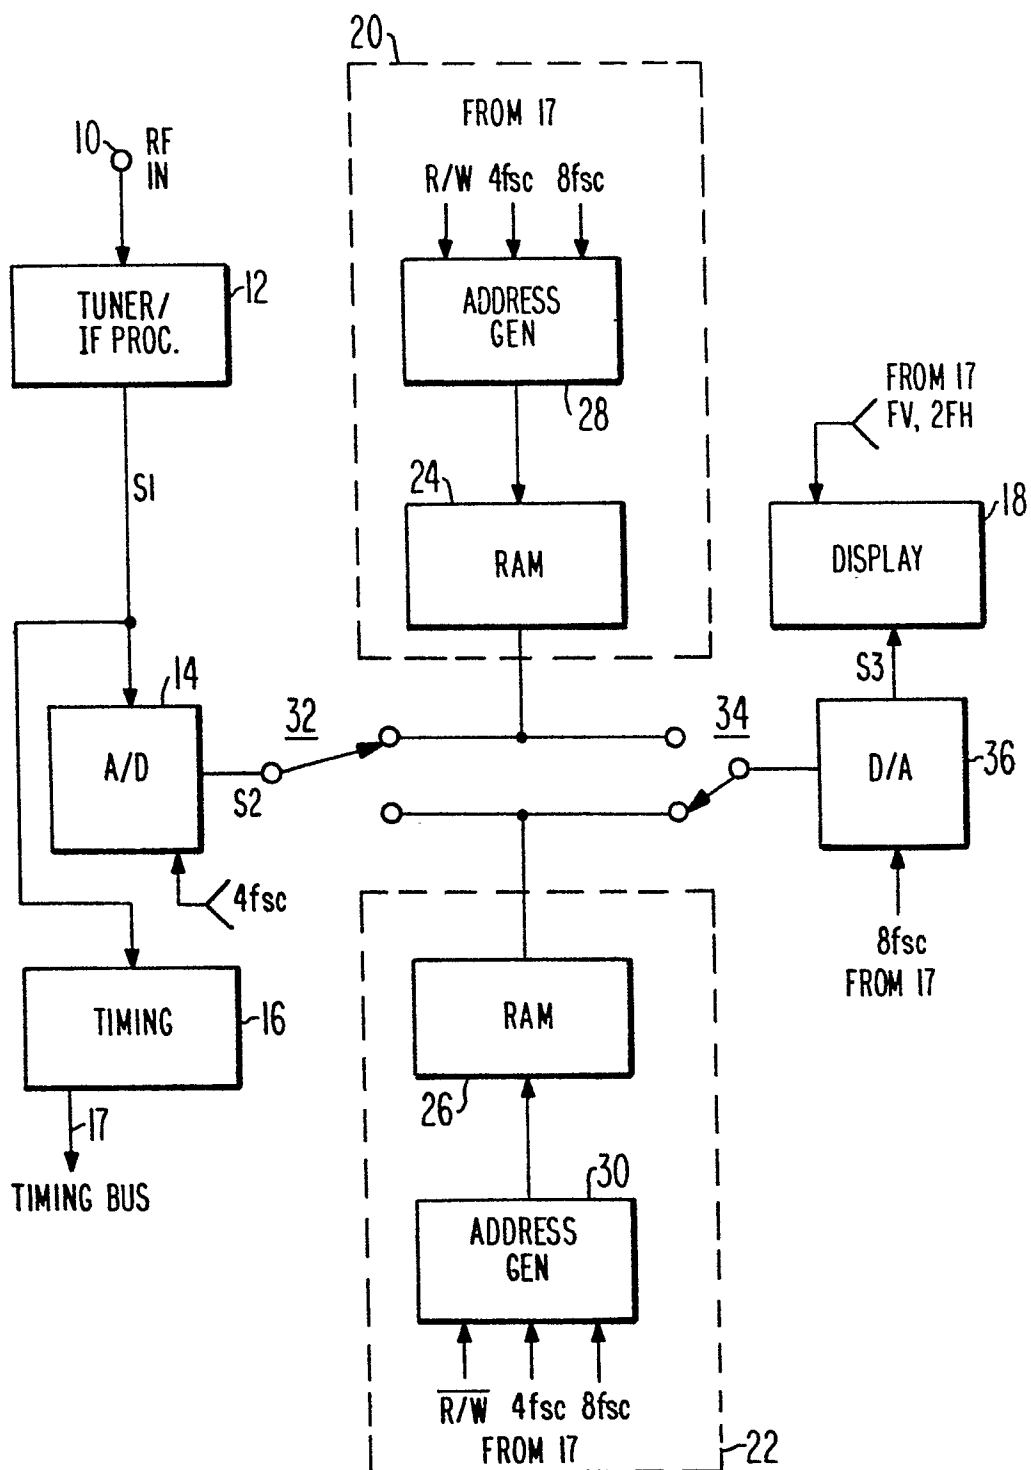 20
FROM 17
10
RF
IN
R/W 4fsc 8fsc
TUNER/
IF PROC.
12
ADDRESS
GEN
28
FROM 17
FV, 2FH
S1
24
RAM
18
DISPLAY
14
A/D
S2
32
34
S3
D/A
36
4fsc
8fsc
FROM 17
TIMING
16
RAM
26
17
TIMING BUS
30
ADDRESS
GEN
R/W 4fsc 8fsc
FROM 17
22